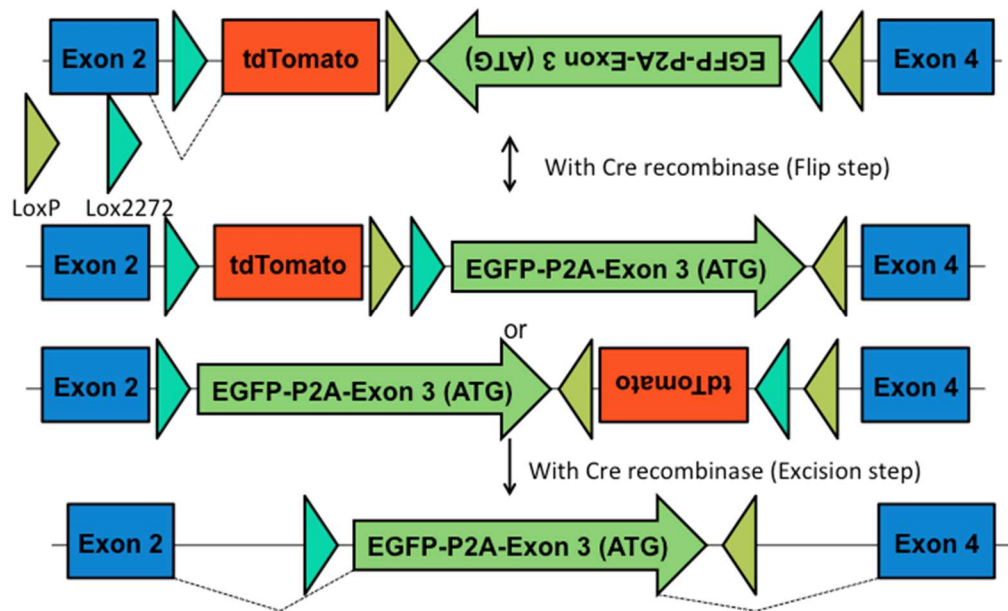 Exon 2
tdTomato
EGFP-P2A-Exon 3 (ATG)
Exon 4
LoxP
Lox2272
With Cre recombinase (Flip step)
Exon 2
tdTomato
EGFP-P2A-Exon 3 (ATG)
Exon 4
or
Exon 2
EGFP-P2A-Exon 3 (ATG)
tdTomato
Exon 4
With Cre recombinase (Excision step)
Exon 2
EGFP-P2A-Exon 3 (ATG)
Exon 4